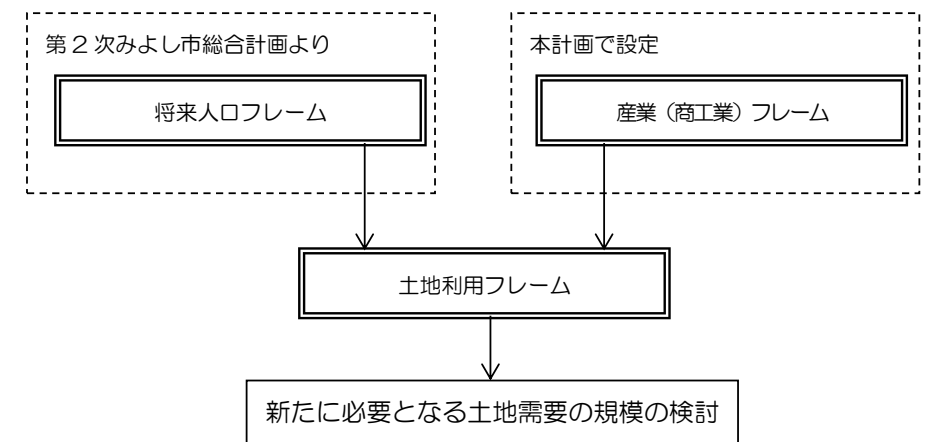 第2次みよし市総合計画より
将来人口フレーム
本計画で設定
産業（商工業）フレーム
土地利用フレーム
新たに必要となる土地需要の規模の検討